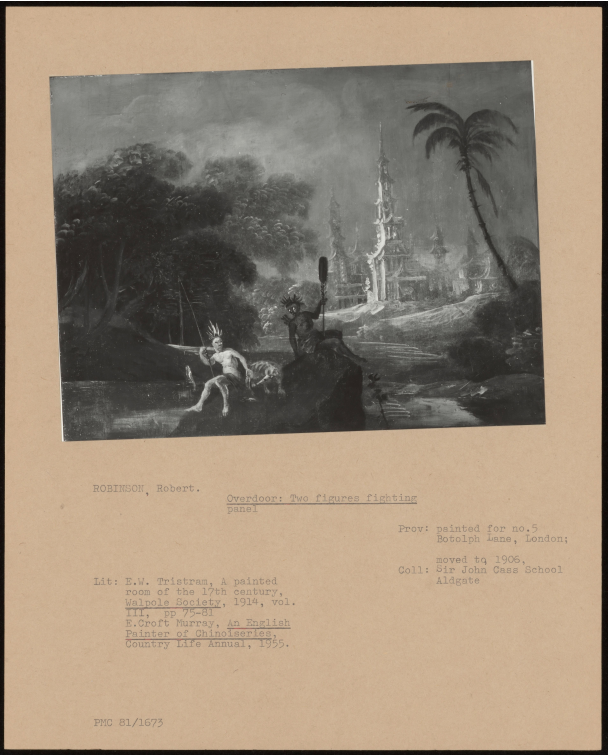 ROBINSON, Robert.
Overdoor: Two figures fighting
panel
Prov: painted for no.5
Botolph Lane, London;
moved to 1906,
Coll: Sir John Cass School
Aldgate
Lit: E.W. Tristram, A painted
room of the 17th century,
Walpole Society, 1914, vol.
III, pp 75-81
E.Croft Murray, An English
Painter of Chinoiseries,
Country Life Annual, 1955.
PMC 81/1G73